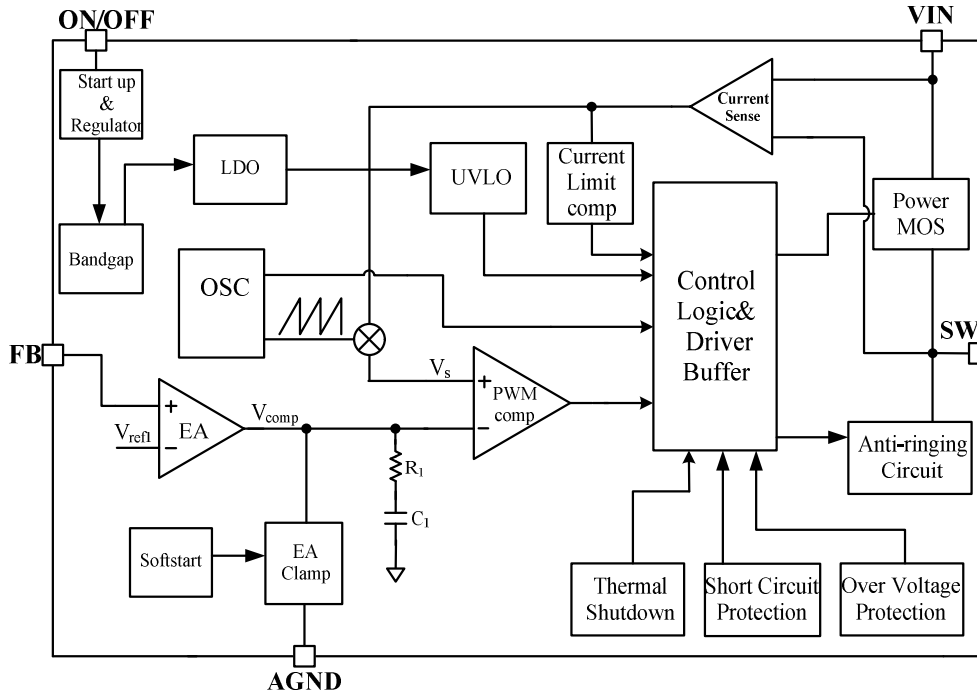 ON/OFF
VIN
Start up
&
Regulator
Current
Sense
LDO
UVLO
Current
Limit
comp
Power
MOS
Bandgap
OSC
Control
Logic&
Driver
Buffer
SW
FB
Vs
+
PWM
comp
−
+
EA
−
Vref1
Vcomp
R1
C1
Anti-ringing
Circuit
Softstart
EA
Clamp
Thermal
Shutdown
Short Circuit
Protection
Over Voltage
Protection
AGND